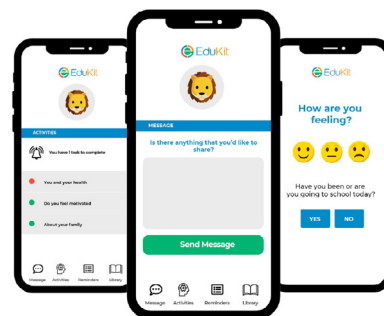 EduKit
ACTIVITIES
You have 1 task to complete
You and your health
Do you feel motivated
About your family
Message
Activities
Reminders
Library
EduKit
MESSAGE
Is there anything that you'd like to
share?
Send Message
Message
Activities
Reminders
Library
EduKit
How are you
feeling?
Have you been or are
you going to school today?
YES
NO